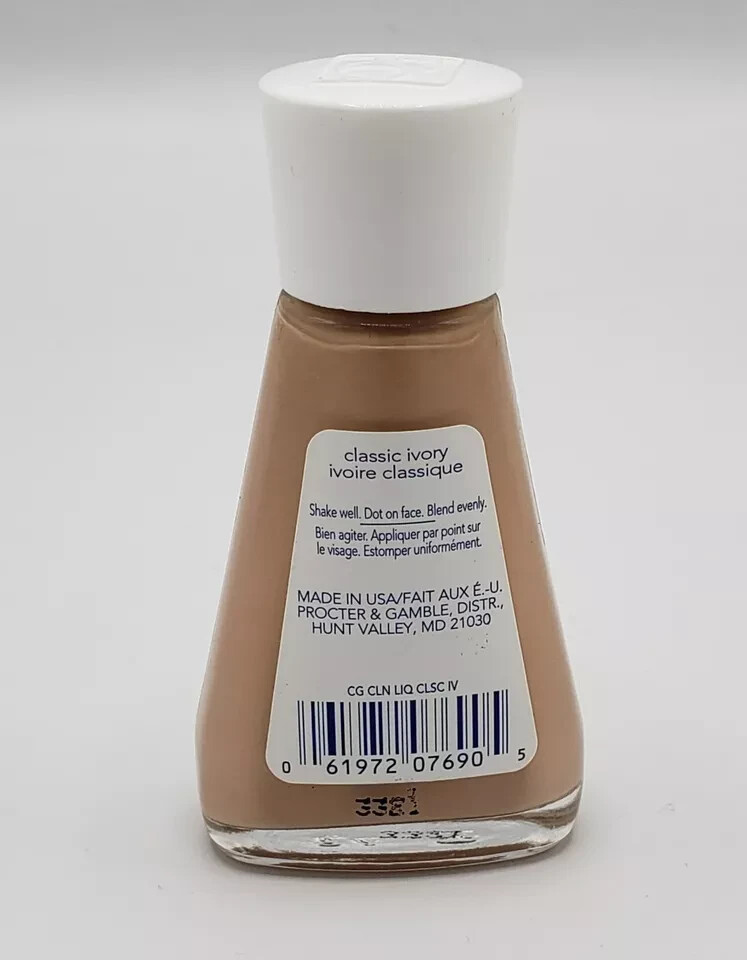 classic ivory
ivoire classique
Shake well. Dot on face. Blend evenly.
Bien agiter. Appliquer par point sur
le visage. Estomper uniformément.
MADE IN USA/FAIT AUX É.-U.
PROCTER & GAMBLE, DISTR.,
HUNT VALLEY, MD 21030
CG CLN LIQ CLSC IV
0 61972 07690 5